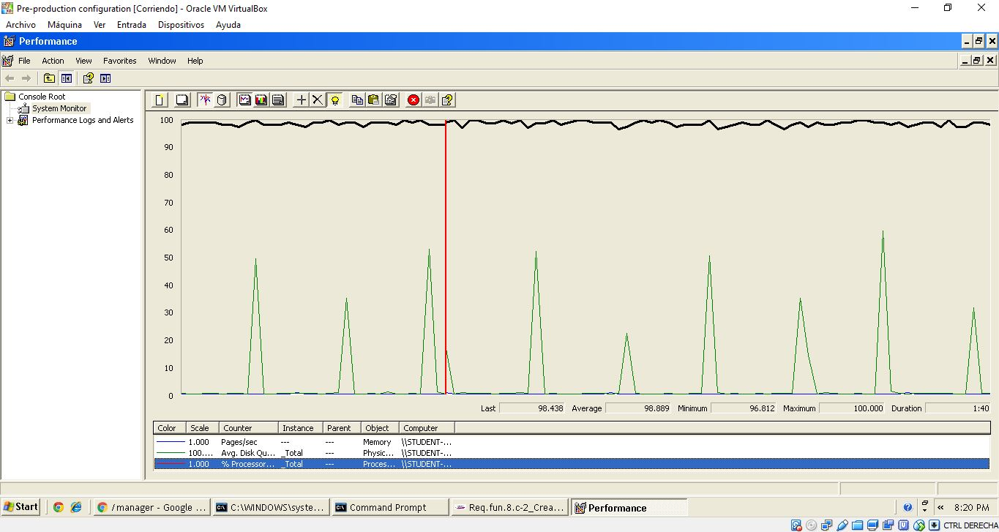 Pre-production configuration [Corriendo] - Oracle VM VirtualBox
Archivo Máquina Ver Entrada Dispositivos Ayuda
Performance
File Action View Favorites Window Help
Console Root
System Monitor
Performance Logs and Alerts
100
90
80
70
60
50
40
30
20
10
0
Last 98.438 Average 98.889 Minimum 96.812 Maximum 100.000 Duration 1:40
Color Scale Counter Instance Parent Object Computer
1.000 Pages/sec --- --- Memory \\STUDENT-...
100.... Avg. Disk Qu... _Total --- Physic... \\STUDENT-...
1.000 % Processor... _Total --- Proces... \\STUDENT-...
Start /manager - Google ... C:\WINDOWS\syste... Command Prompt Req.fun.8.c-2_Crea... Performance « 8:20 PM
CTRL DERECHA